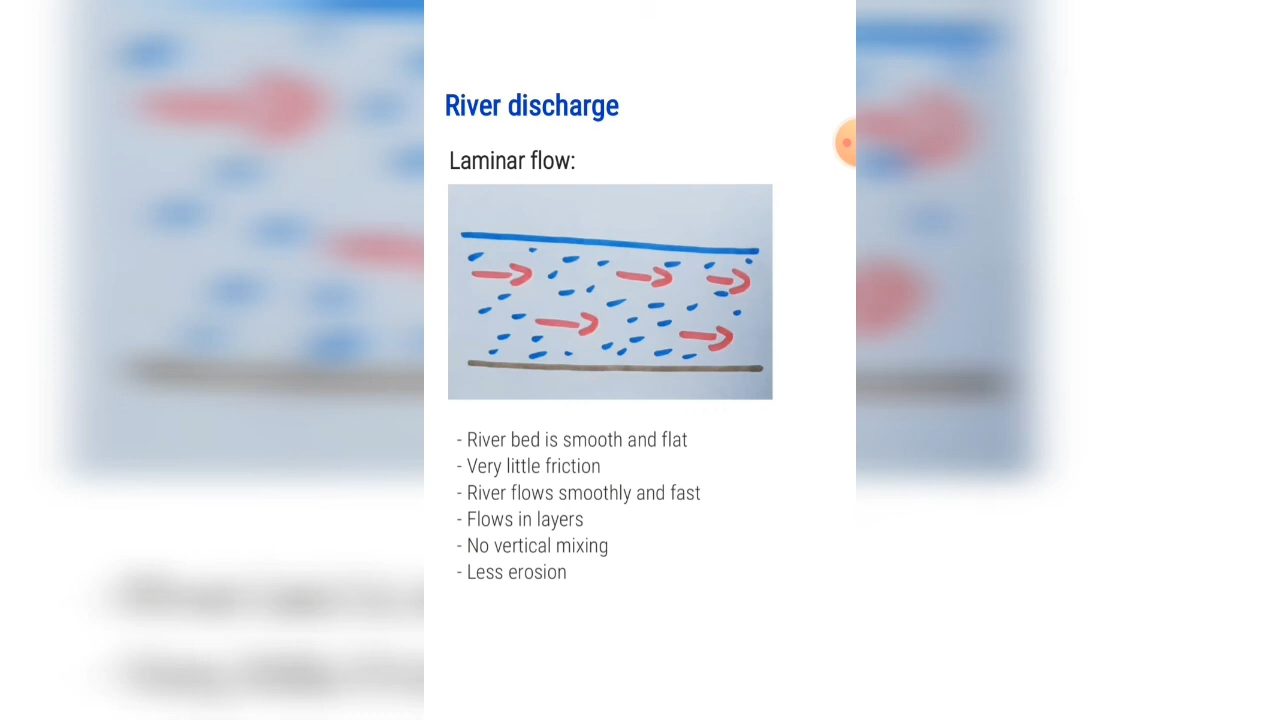 River discharge
Laminar flow:
- River bed is smooth and flat
- Very little friction
- River flows smoothly and fast
- Flows in layers
- No vertical mixing
- Less erosion